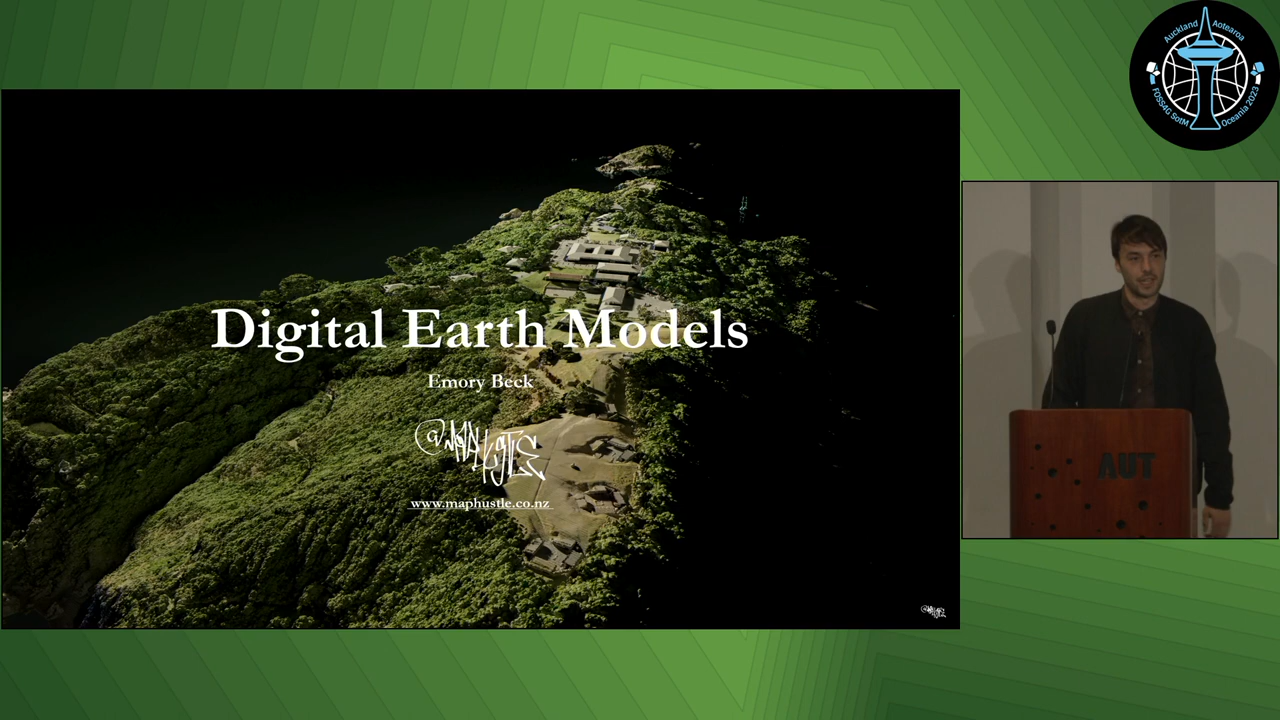 Digital Earth Models
Emory Beck
www.maphustle.co.nz
Auckland Aotearoa
FOSS4G SotM Oceania 2023
AUT